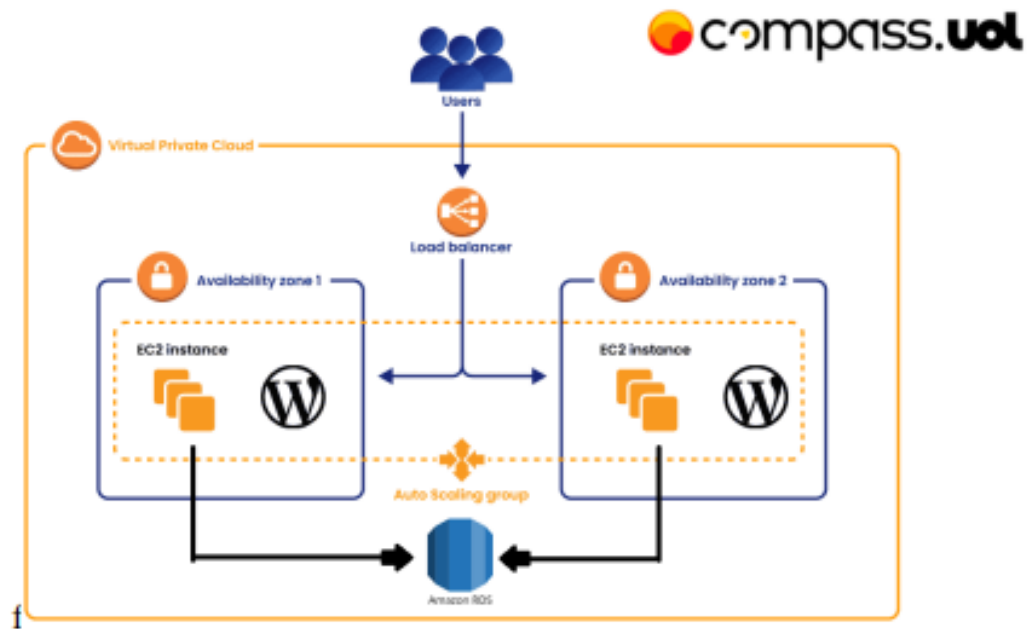 compass.uol
Users
Virtual Private Cloud
Load balancer
Availability zone 1
Availability zone 2
EC2 instance
EC2 instance
Auto Scaling group
Amazon RDS
f